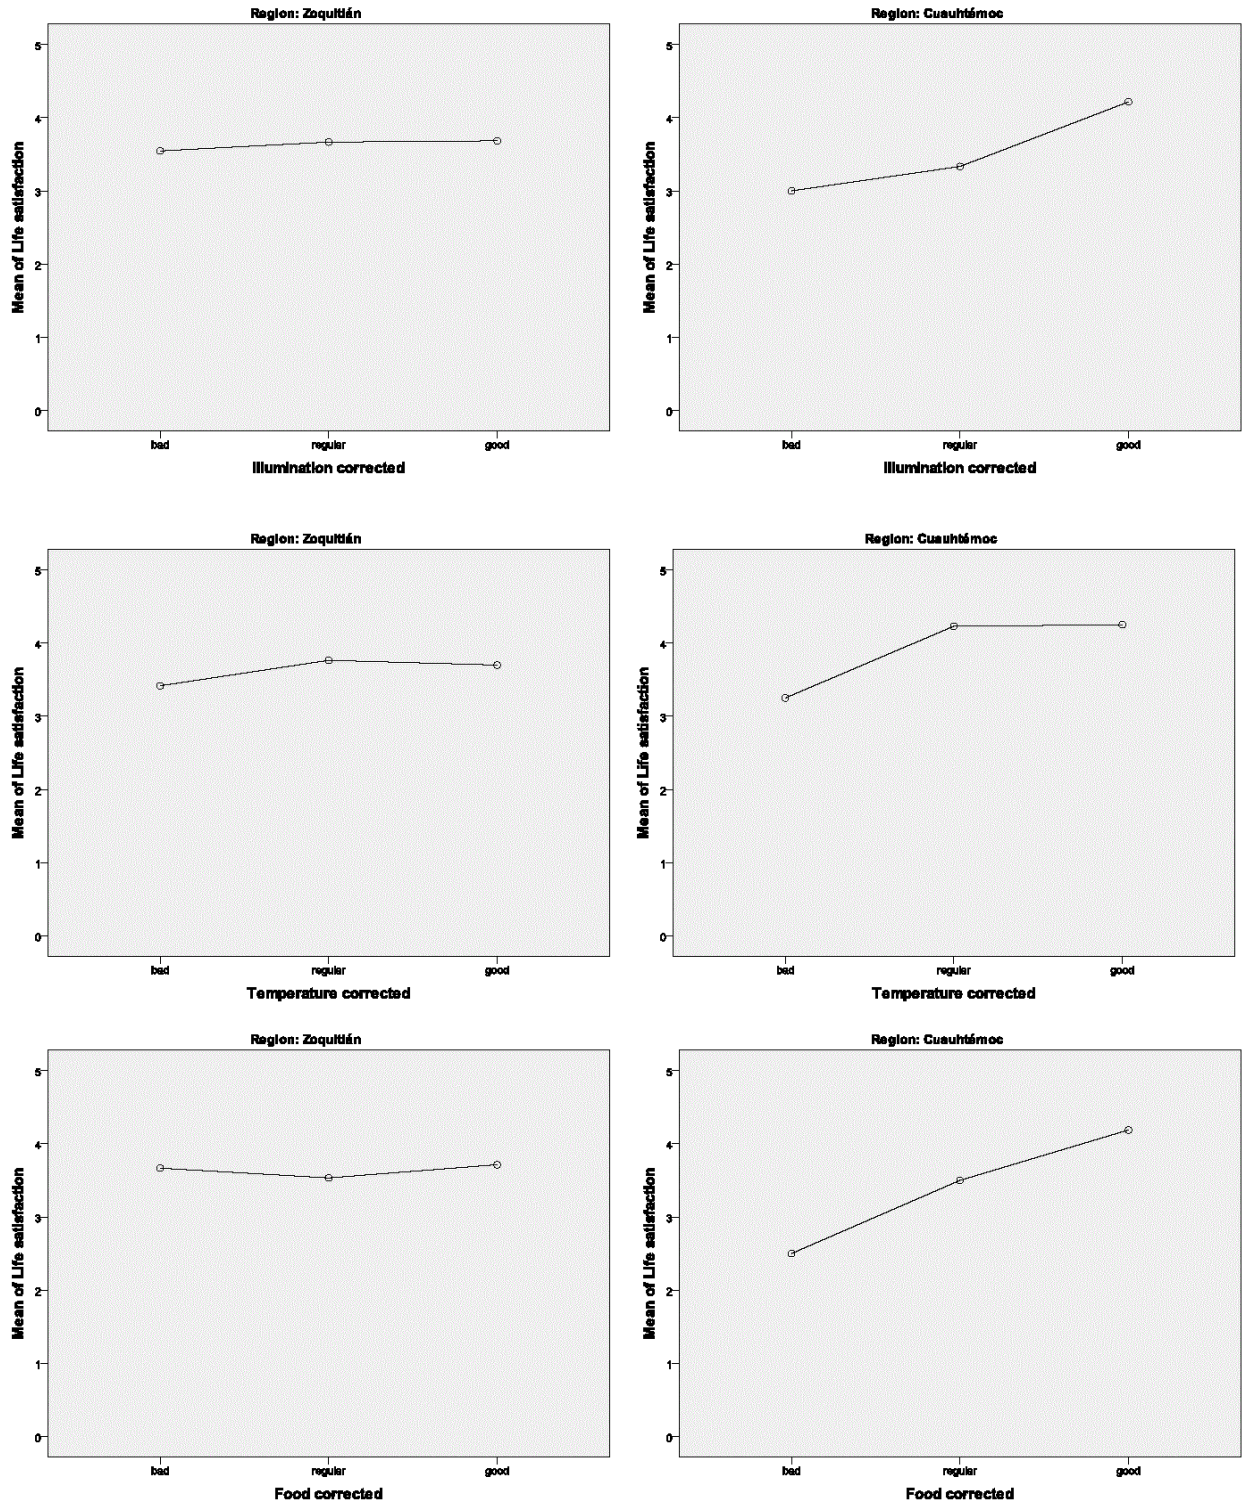 Region: Zoquitlán
5
4
3
2
1
0
Mean of Life satisfaction
bad regular good
Illumination corrected
Region: Cuauhtémoc
5
4
3
2
1
0
Mean of Life satisfaction
bad regular good
Illumination corrected
Region: Zoquitlán
5
4
3
2
1
0
Mean of Life satisfaction
bad regular good
Temperature corrected
Region: Cuauhtémoc
5
4
3
2
1
0
Mean of Life satisfaction
bad regular good
Temperature corrected
Region: Zoquitlán
5
4
3
2
1
0
Mean of Life satisfaction
bad regular good
Food corrected
Region: Cuauhtémoc
5
4
3
2
1
0
Mean of Life satisfaction
bad regular good
Food corrected